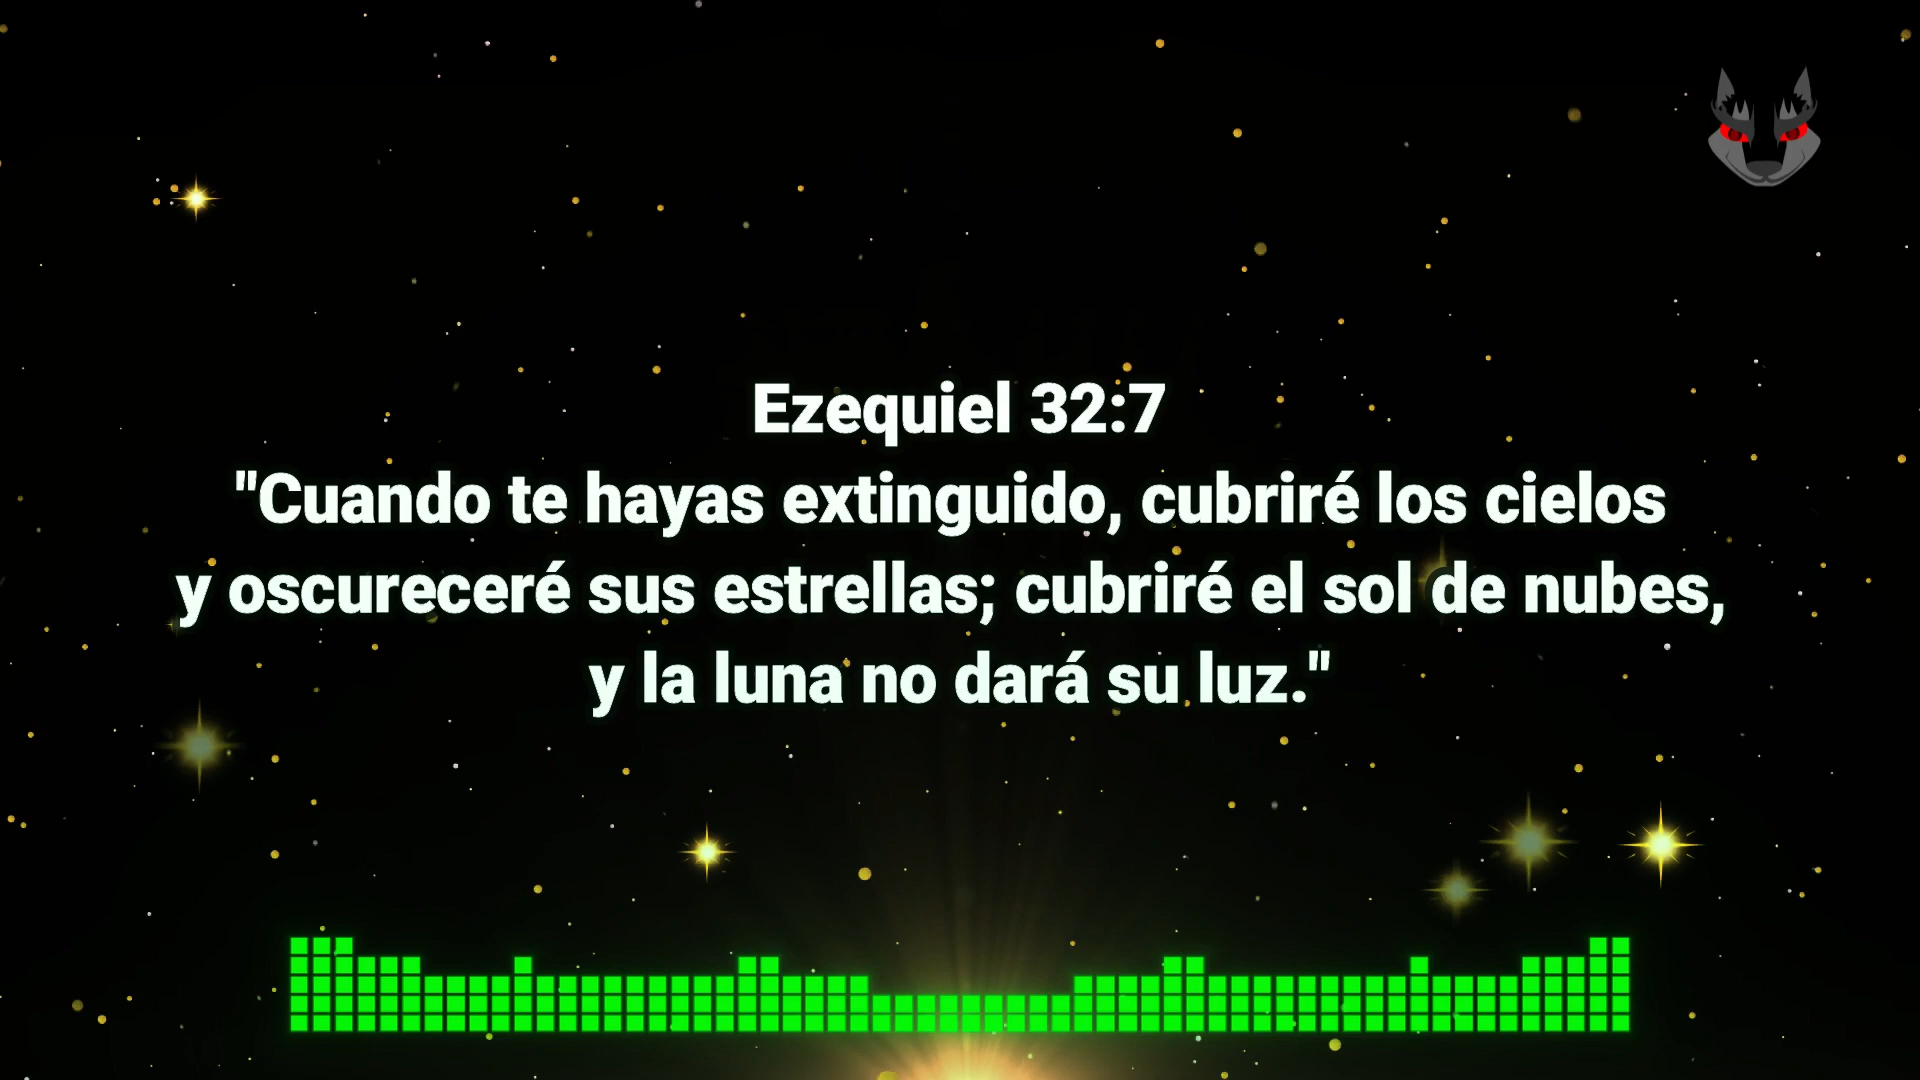 Ezequiel 32:7
"Cuando te hayas extinguido, cubriré los cielos
y oscureceré sus estrellas; cubriré el sol de nubes,
y la luna no dará su luz."